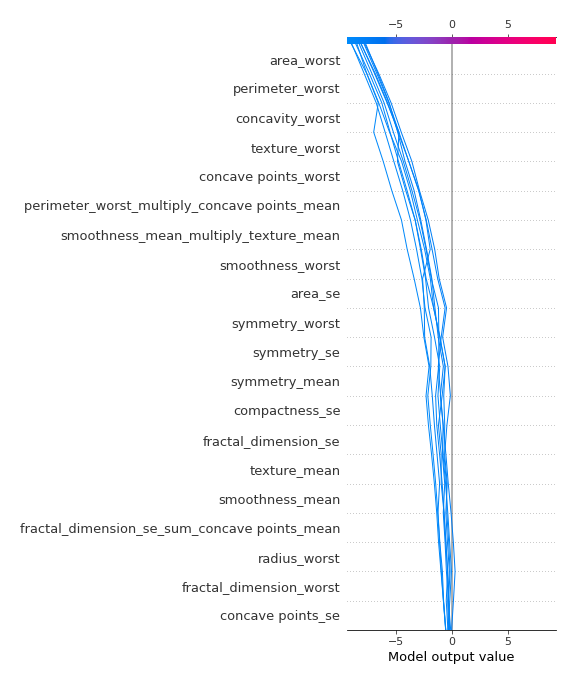 −5 0 5
area_worst
perimeter_worst
concavity_worst
texture_worst
concave points_worst
perimeter_worst_multiply_concave points_mean
smoothness_mean_multiply_texture_mean
smoothness_worst
area_se
symmetry_worst
symmetry_se
symmetry_mean
compactness_se
fractal_dimension_se
texture_mean
smoothness_mean
fractal_dimension_se_sum_concave points_mean
radius_worst
fractal_dimension_worst
concave points_se
−5 0 5
Model output value